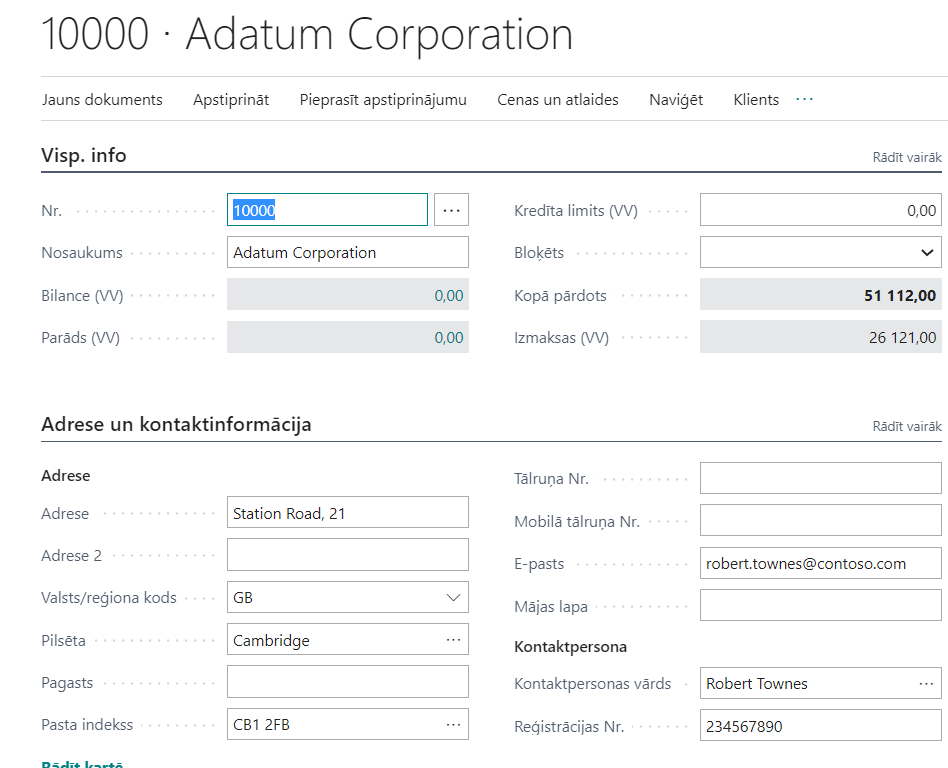 10000 · Adatum Corporation
Jauns dokuments Apstiprināt Pieprasīt apstiprinājumu Cenas un atlaides Naviģēt Klients ...
Visp. info Rādīt vairāk
Nr. 10000 ...
Nosaukums Adatum Corporation
Bilance (VV) 0,00
Parāds (VV) 0,00
Kredīta limits (VV) 0,00
Bloķēts
Kopā pārdots 51 112,00
Izmaksas (VV) 26 121,00
Adrese un kontaktinformācija Rādīt vairāk
Adrese
Adrese Station Road, 21
Adrese 2
Valsts/reģiona kods GB
Pilsēta Cambridge ...
Pagasts
Pasta indekss CB1 2FB ...
Rādīt kartē
Tālruņa Nr.
Mobilā tālruņa Nr.
E-pasts robert.townes@contoso.com
Mājas lapa
Kontaktpersona
Kontaktpersonas vārds Robert Townes ...
Reģistrācijas Nr. 234567890